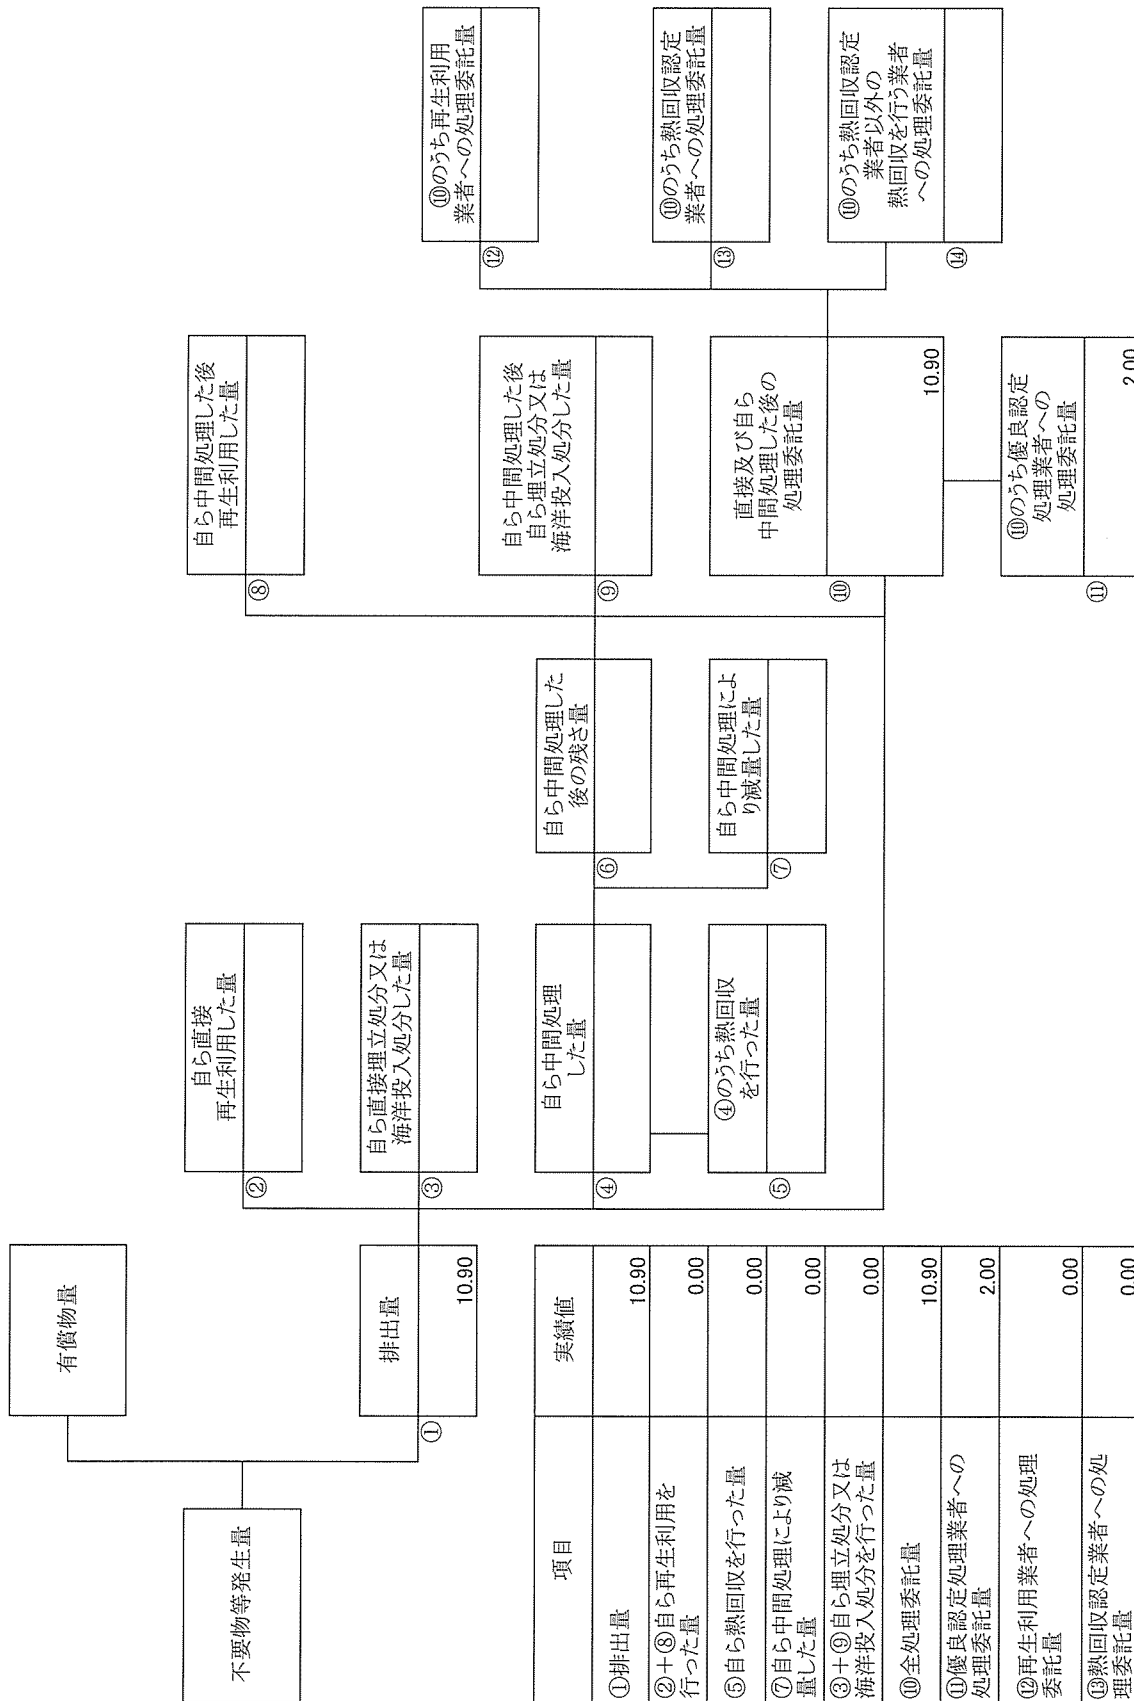 不要物等発生量
有償物量
排出量
①
10.90
自ら直接
再生利用した量
②
自ら直接埋立処分又は
海洋投入処分した量
③
自ら中間処理
した量
④
④のうち熱回収
を行った量
⑤
自ら中間処理した
後の残さ量
⑥
自ら中間処理によ
り減量した量
⑦
自ら中間処理した後
再生利用した量
⑧
自ら中間処理した後
自ら埋立処分又は
海洋投入処分した量
⑨
直接及び自ら
中間処理した後の
処理委託量
⑩
10.90
⑩のうち優良認定
処理業者への
処理委託量
⑪
2.00
⑩のうち再生利用
業者への処理委託量
⑫
⑩のうち熱回収認定
業者への処理委託量
⑬
⑩のうち熱回収認定
業者以外の
熱回収を行う業者
への処理委託量
⑭
項目 実績値
①排出量 10.90
②+⑧自ら再生利用を
行った量 0.00
⑤自ら熱回収を行った量 0.00
⑦自ら中間処理により減
量した量 0.00
③+⑨自ら埋立処分又は
海洋投入処分を行った量 0.00
⑩全処理委託量 10.90
⑪優良認定処理業者への
処理委託量 2.00
⑫再生利用業者への処理
委託量 0.00
⑬熱回収認定業者への処
理委託量 0.00